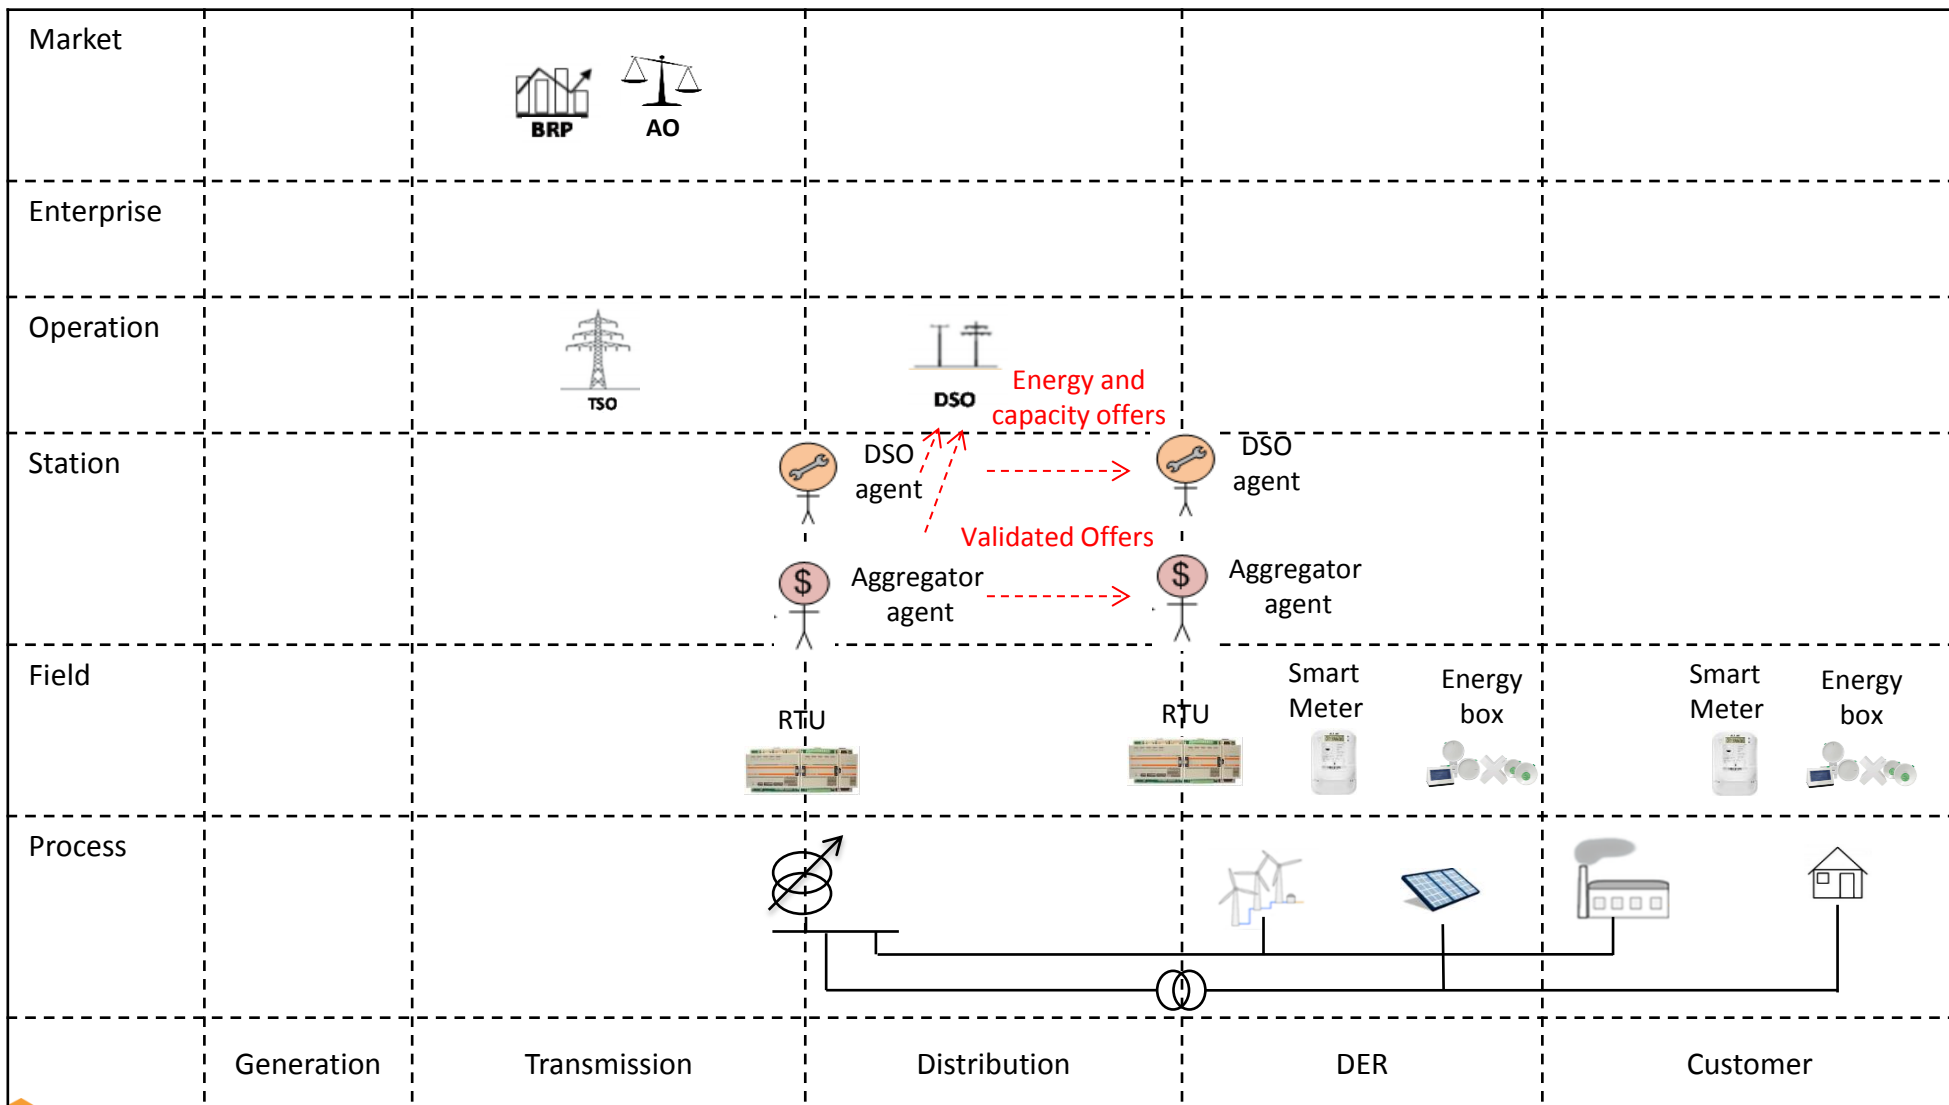 Market
BRP
AO
Enterprise
Operation
TSO
DSO
Energy and
capacity offers
Station
DSO
agent
DSO
agent
Validated Offers
$
Aggregator
agent
$
Aggregator
agent
Field
RTU
RTU
Smart
Meter
Energy
box
Smart
Meter
Energy
box
Process
Generation
Transmission
Distribution
DER
Customer